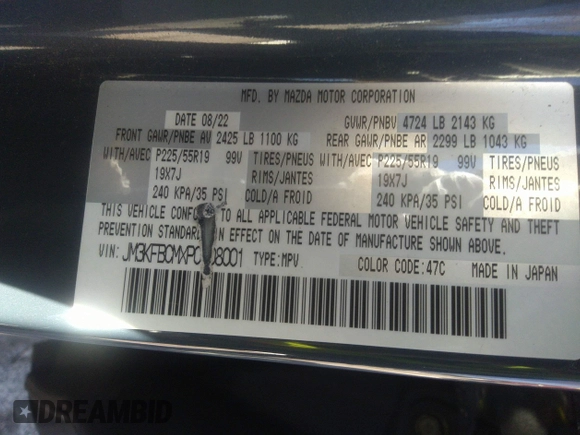 MFD. BY MAZDA MOTOR CORPORATION
DATE 08/22 GVWR/PNBV 4724 LB 2143 KG
FRONT GAWR/PNBE AV 2425 LB 1100 KG REAR GAWR/PNBE AR 2299 LB 1043 KG
WITH/AVEC P225/55R19 99V TIRES/PNEUS WITH/AVEC P225/55R19 99V TIRES/PNEUS
19X7J RIMS/JANTES 19X7J RIMS/JANTES
240 KPA/35 PSI COLD/A FROID 240 KPA/35 PSI COLD/A FROID
THIS VEHICLE TO ALL APPLICABLE FEDERAL MOTOR VEHICLE SAFETY AND THEFT
PREVENTION STANDARDS IN EFFECT ON THE DATE OF MANUFACTURE SHOWN ABOVE.
VIN: TYPE:MPV COLOR CODE:47C MADE IN JAPAN
DREAMBID